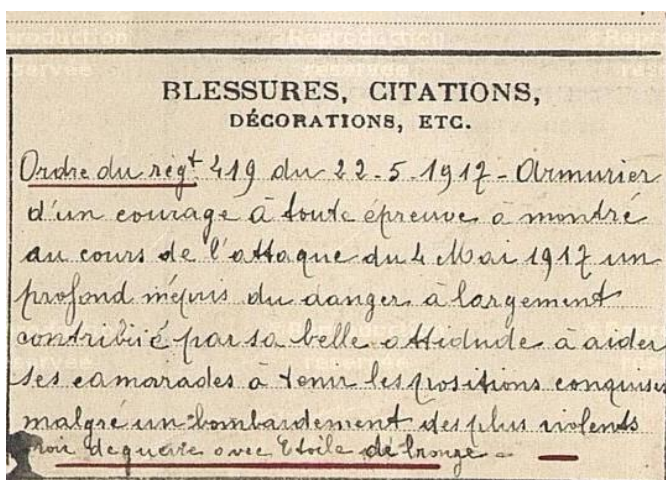 BLESSURES, CITATIONS,
DÉCORATIONS, ETC.
Ordre du régt 419 du 22-5-1917 - Armurier
d'un courage à toute épreuve a montré
au cours de l'attaque du 4 Mai 1917 un
profond mépris du danger a largement
contribué par sa belle attidude à aider
ses camarades à tenir les positions conquises
malgré un bombardement des plus violents
de guerre avec Etoile de bronze -